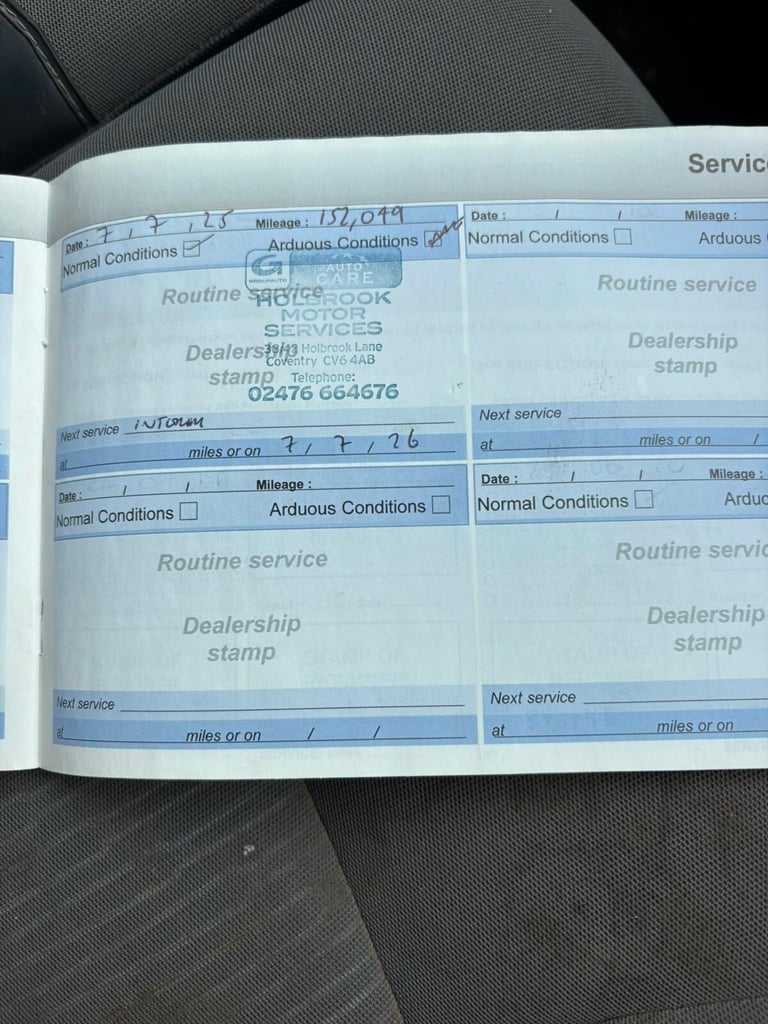 Servic
Date : 7 / 7 / 25 Mileage : 152,049
Normal Conditions Arduous Conditions
G AUTO
GROUPAUTO CARE
Routine service
HOLBROOK
MOTOR
SERVICES
Dealership
Holbrook Lane
Coventry CV6 4AB
stamp
Telephone:
02476 664676
Next service INTERIM
at miles or on 7 / 7 / 26
Date : / / Mileage :
Normal Conditions Arduous
Routine service
Dealership
stamp
Next service
at miles or on /
Date : / / Mileage :
Normal Conditions Arduous Conditions
Routine service
Dealership
stamp
Next service
at miles or on / /
Date : / / Mileage :
Normal Conditions Arduo
Routine servic
Dealership
stamp
Next service
at miles or on